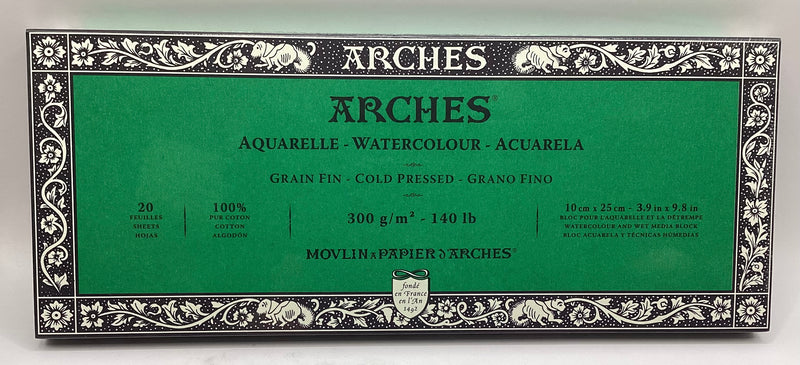 ARCHES
ARCHES®
AQUARELLE - WATERCOLOUR - ACUARELA
GRAIN FIN - COLD PRESSED - GRANO FINO
20
FEUILLES
SHEETS
HOJAS
100%
PUR COTON
COTTON
ALGODÓN
300 g/m² - 140 lb
10 cm x 25 cm - 3.9 in x 9.8 in
BLOC POUR L'AQUARELLE ET LA DÉTREMPE
WATERCOLOUR AND WET MEDIA BLOCK
BLOC ACUARELA Y TÉCNICAS HÚMEDAS
MOVLIN À PAPIER D'ARCHES®
fondé
en France
en l'An
1492